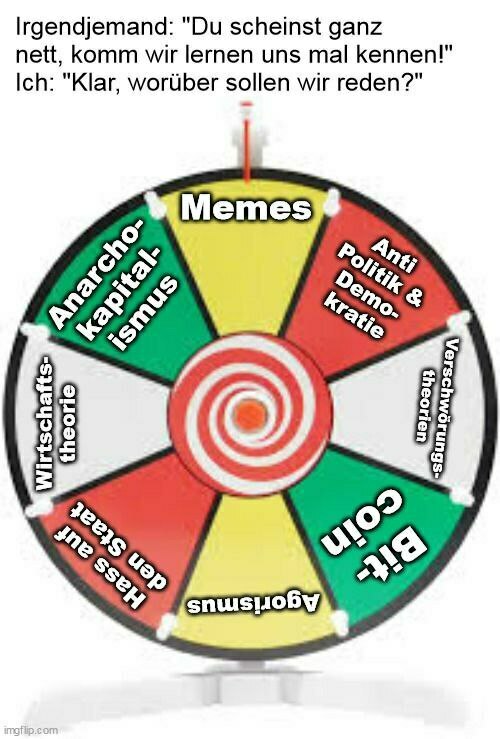 Irgendjemand: "Du scheinst ganz
nett, komm wir lernen uns mal kennen!"
Ich: "Klar, worüber sollen wir reden?"
Memes
Anti
Politik &
Demo-
kratie
Verschwörungs-
theorien
Bit-
coin
Agorismus
Hass auf
den Staat
Wirtschafts-
theorie
Anarcho-
kapital-
ismus
imgflip.com